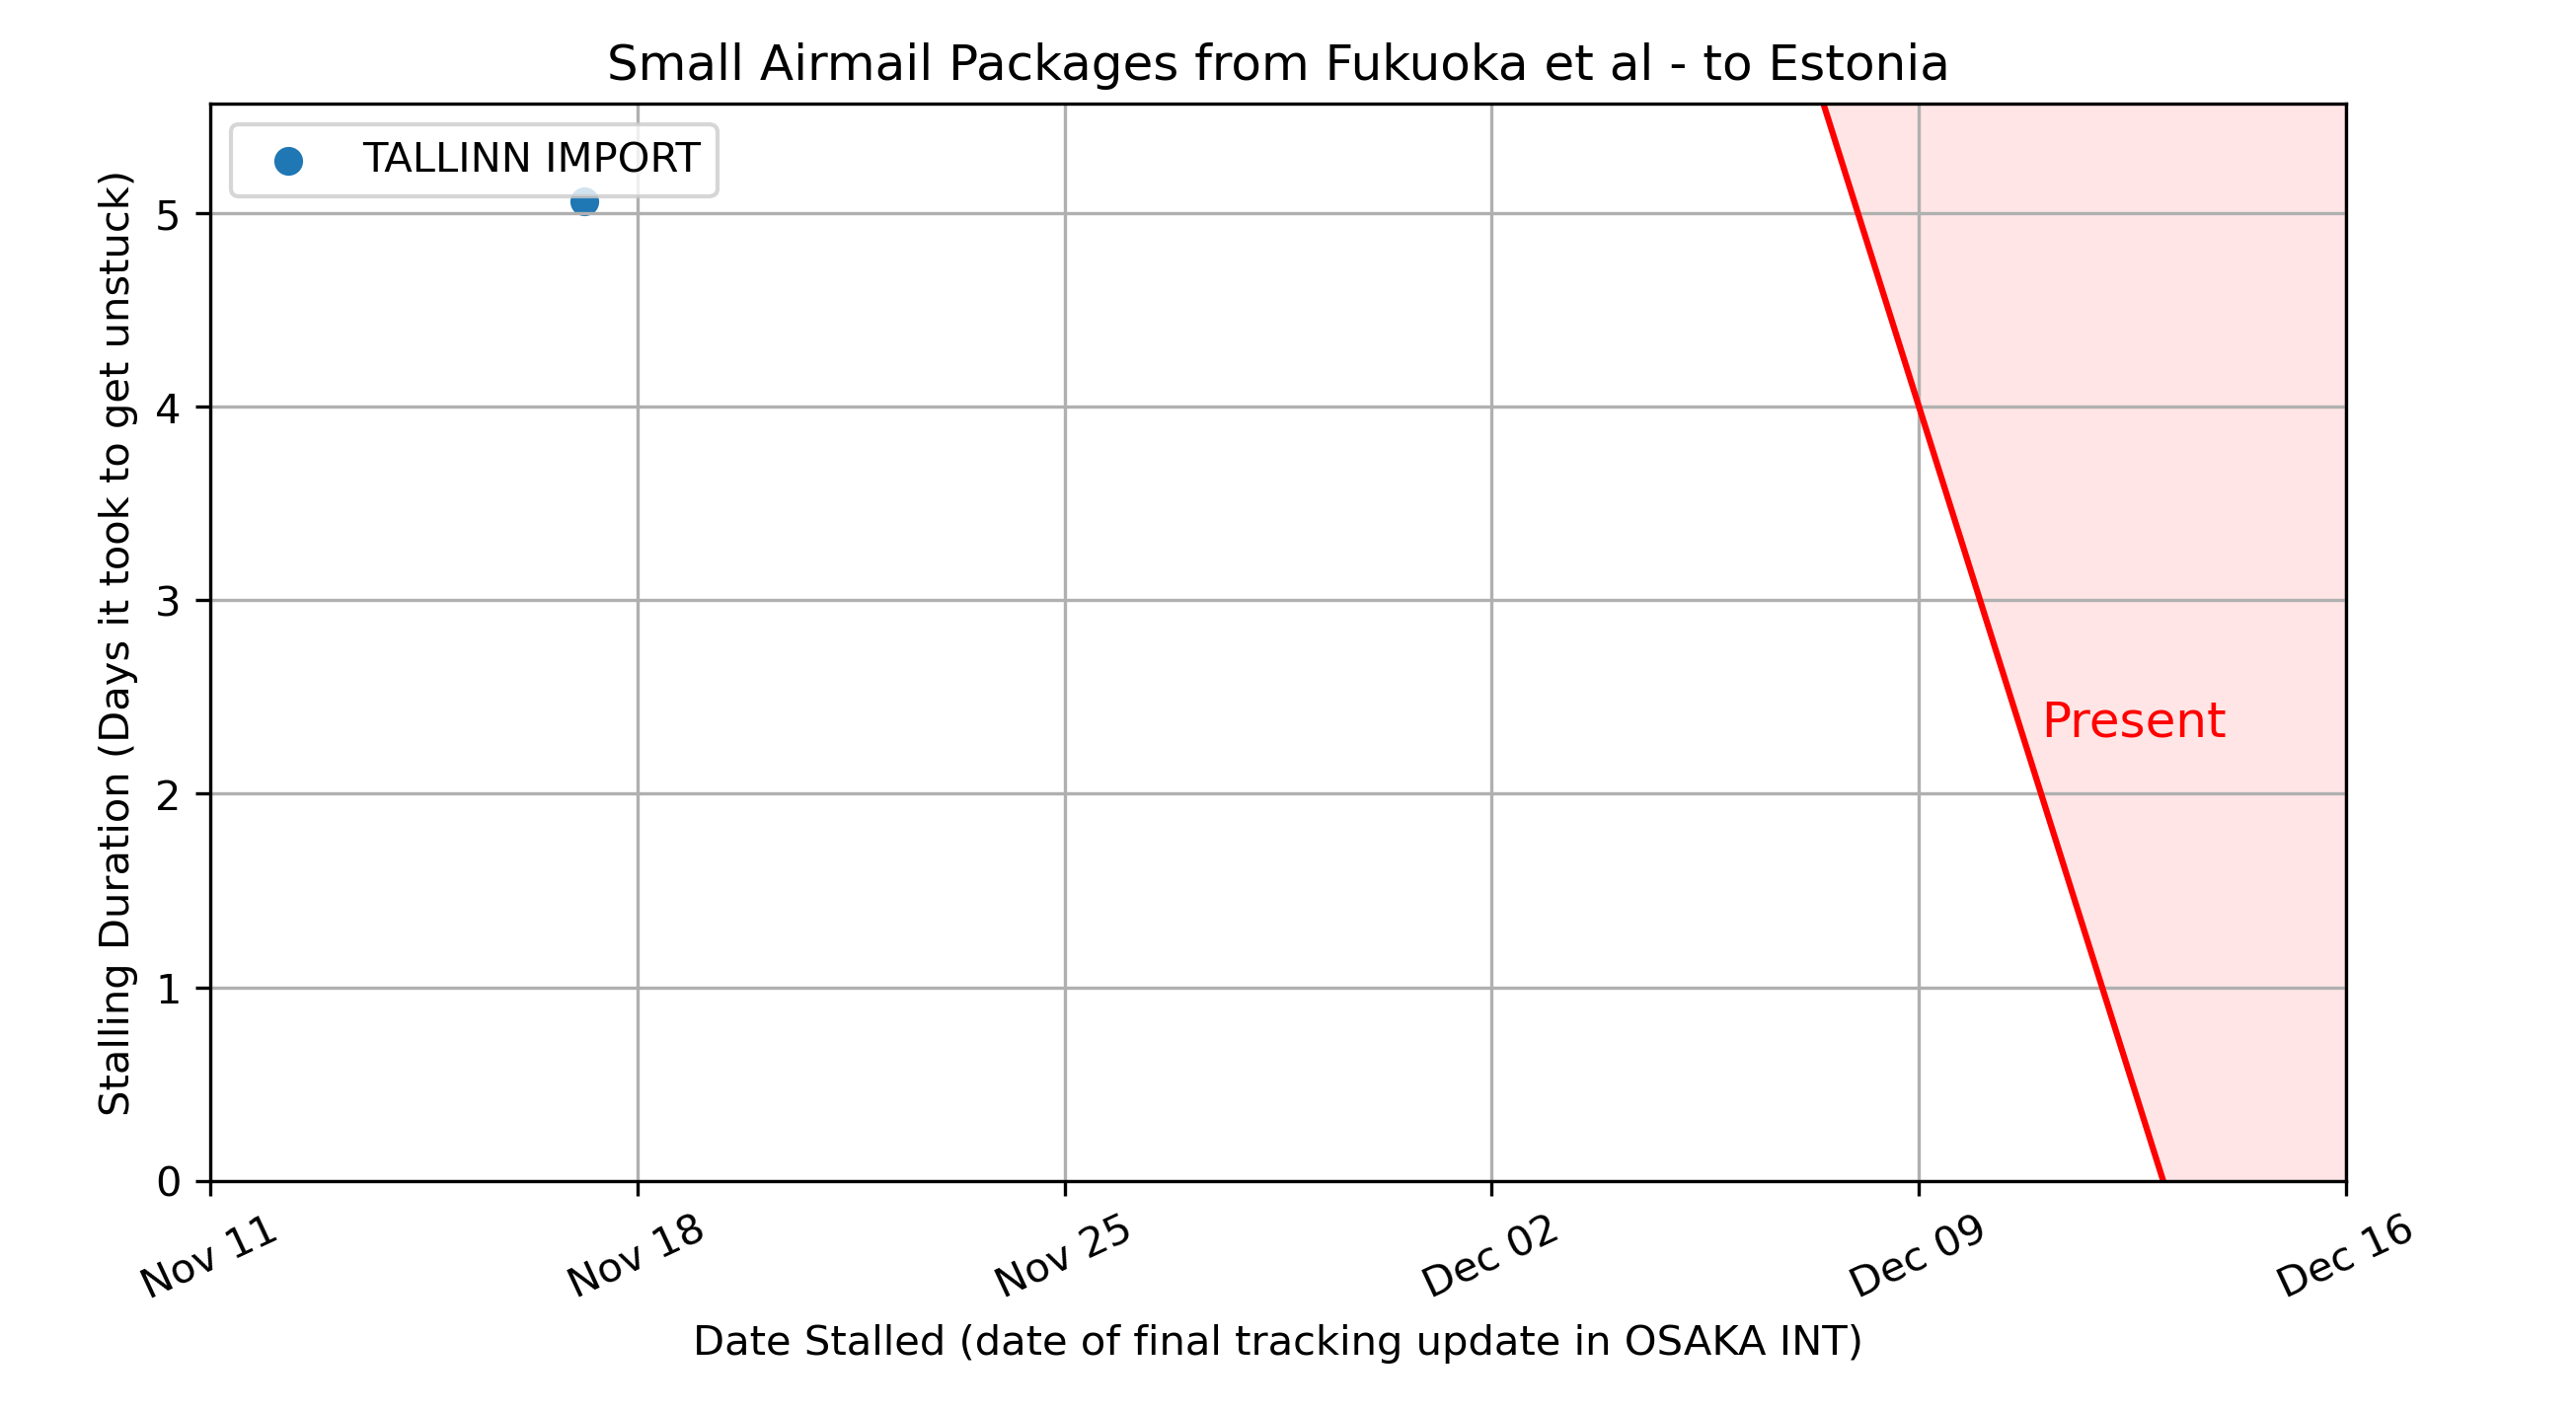 Small Airmail Packages from Fukuoka et al - to Estonia
TALLINN IMPORT
Stalling Duration (Days it took to get unstuck)
5
4
3
2
1
0
Present
Nov 11
Nov 18
Nov 25
Dec 02
Dec 09
Dec 16
Date Stalled (date of final tracking update in OSAKA INT)